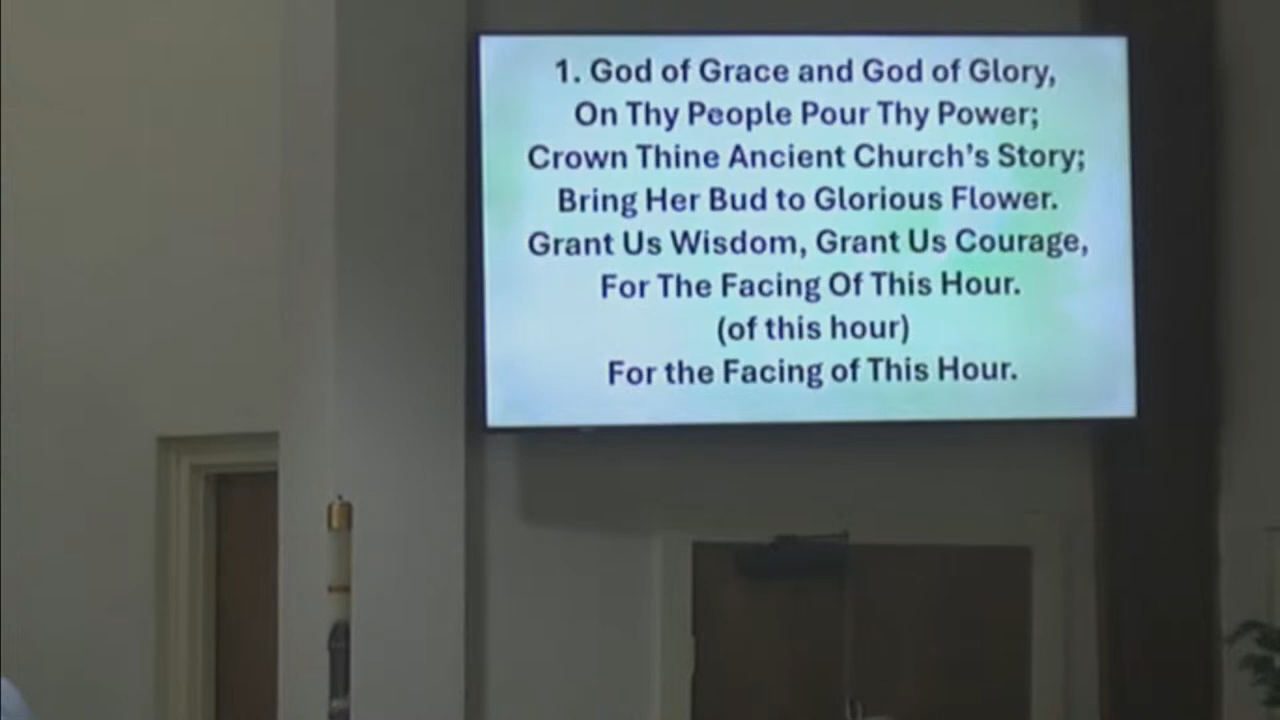 1. God of Grace and God of Glory,
On Thy People Pour Thy Power;
Crown Thine Ancient Church’s Story;
Bring Her Bud to Glorious Flower.
Grant Us Wisdom, Grant Us Courage,
For The Facing Of This Hour.
(of this hour)
For the Facing of This Hour.